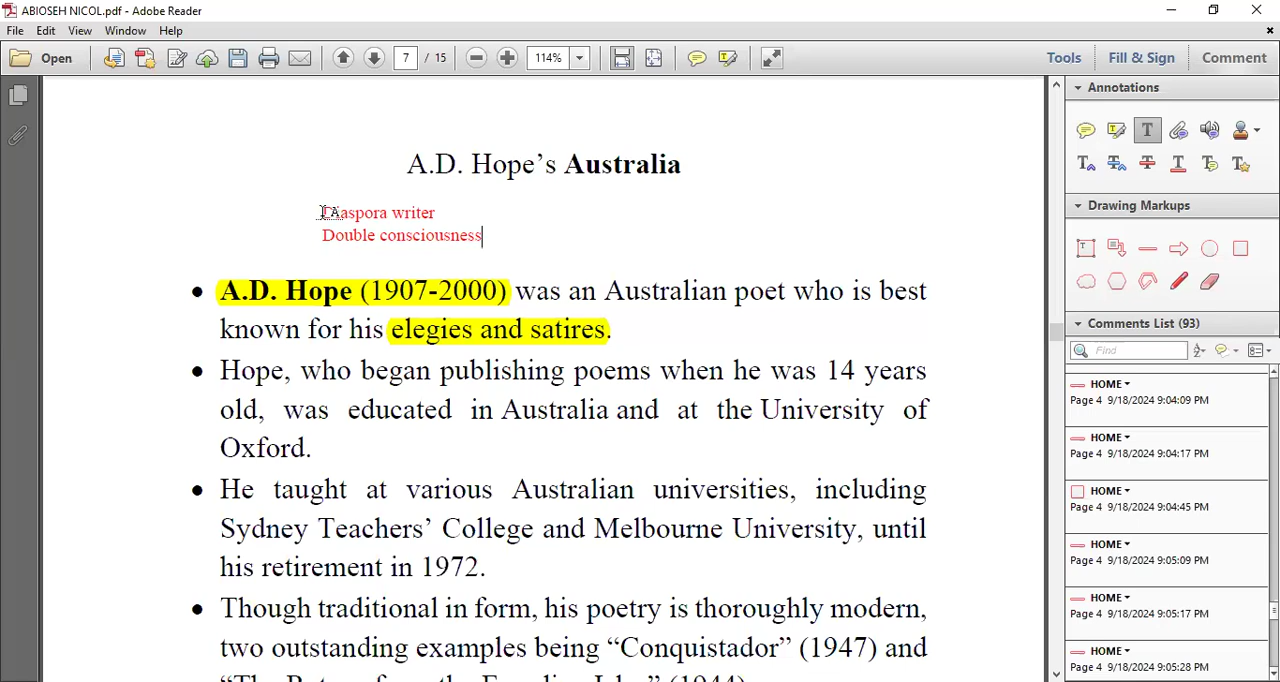 ABIOSEH NICOL.pdf - Adobe Reader
File Edit View Window Help
Open 7 / 15 114% Tools Fill & Sign Comment
Annotations
A.D. Hope's Australia
Diaspora writer
Double consciousness
Drawing Markups
• A.D. Hope (1907-2000) was an Australian poet who is best
known for his elegies and satires.
• Hope, who began publishing poems when he was 14 years
old, was educated in Australia and at the University of
Oxford.
• He taught at various Australian universities, including
Sydney Teachers' College and Melbourne University, until
his retirement in 1972.
• Though traditional in form, his poetry is thoroughly modern,
two outstanding examples being “Conquistador” (1947) and
Comments List (93)
Find
HOME
Page 4 9/18/2024 9:04:09 PM
HOME
Page 4 9/18/2024 9:04:17 PM
HOME
Page 4 9/18/2024 9:04:45 PM
HOME
Page 4 9/18/2024 9:05:09 PM
HOME
Page 4 9/18/2024 9:05:17 PM
HOME
Page 4 9/18/2024 9:05:28 PM